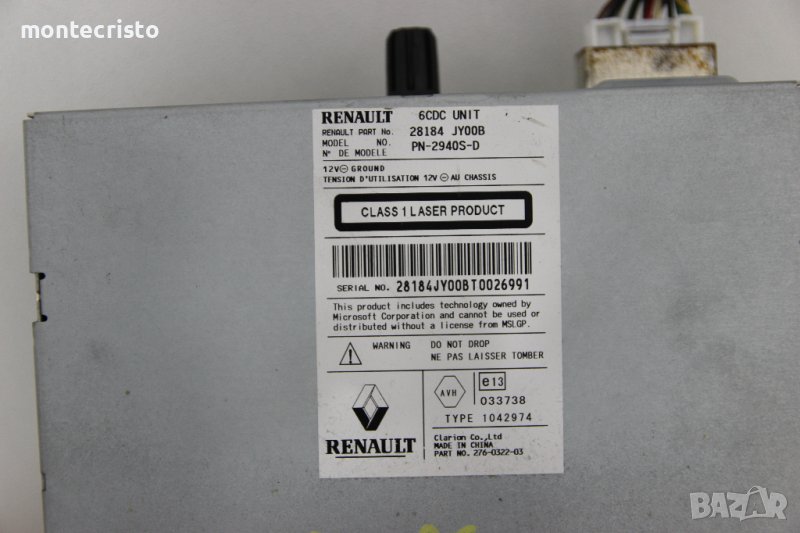 montecristo
RENAULT 6CDC UNIT
RENAULT PART No. 28184 JY00B
MODEL NO. PN-2940S-D
N° DE MODELE
12V⊖ GROUND
TENSION D'UTILISATION 12V ⊖ AU CHASSIS
CLASS 1 LASER PRODUCT
SERIAL NO. 28184JY00BT0026991
This product includes technology owned by
Microsoft Corporation and cannot be used or
distributed without a license from MSLGP.
WARNING DO NOT DROP
NE PAS LAISSER TOMBER
AVH e13
033738
TYPE 1042974
RENAULT
Clarion Co.,Ltd
MADE IN CHINA
PART NO. 276-0322-03
BAZAR